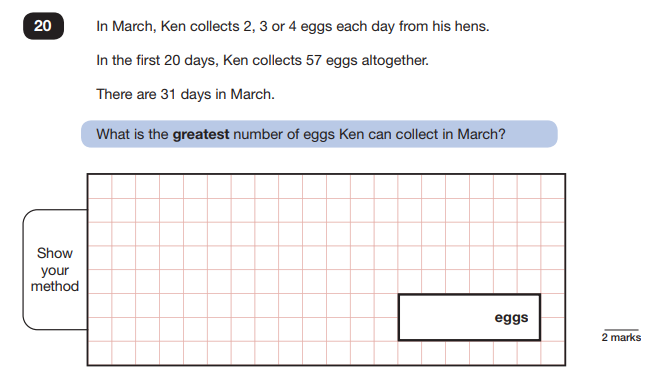 20
In March, Ken collects 2, 3 or 4 eggs each day from his hens.
In the first 20 days, Ken collects 57 eggs altogether.
There are 31 days in March.
What is the greatest number of eggs Ken can collect in March?
Show
your
method
eggs
2 marks